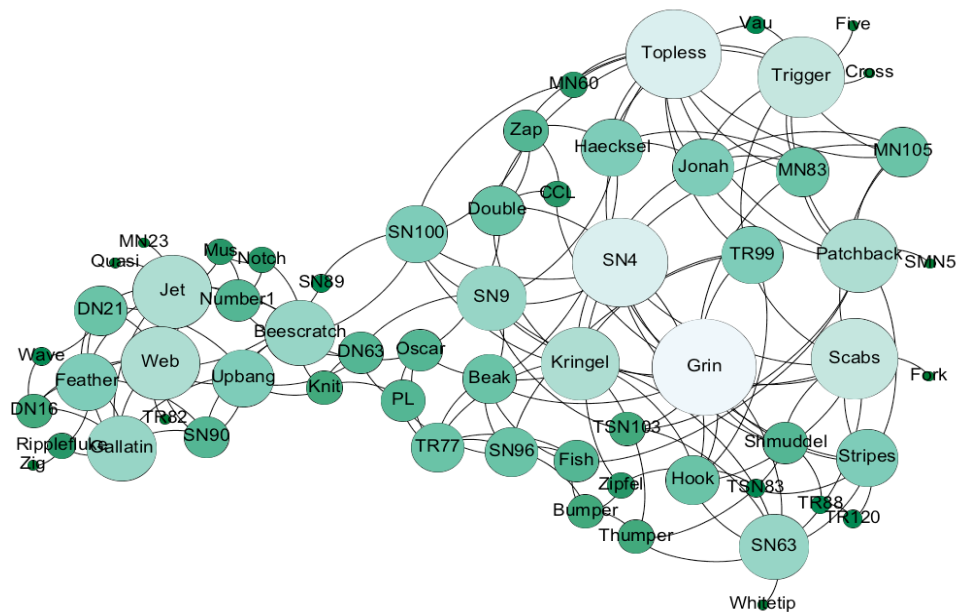 Vau
Five
Topless
Trigger
Cross
MN60
Zap
Haecksel
Jonah
MN83
MN105
CCL
Double
SN100
SN4
TR99
Patchback
SMN5
MN23
Mus
Notch
Quasi
SN89
Jet
Number1
SN9
DN21
Beescratch
Wave
Web
DN63
Oscar
Kringel
Grin
Scabs
Feather
Upbang
Knit
Beak
Fork
PL
DN16
TR82
TSN103
Ripplefluke
Gallatin
SN90
TR77
SN96
Fish
Shmuddel
Stripes
Zig
Zipfel
Hook
TSN83
Bumper
TR88
TR120
Thumper
SN63
Whitetip